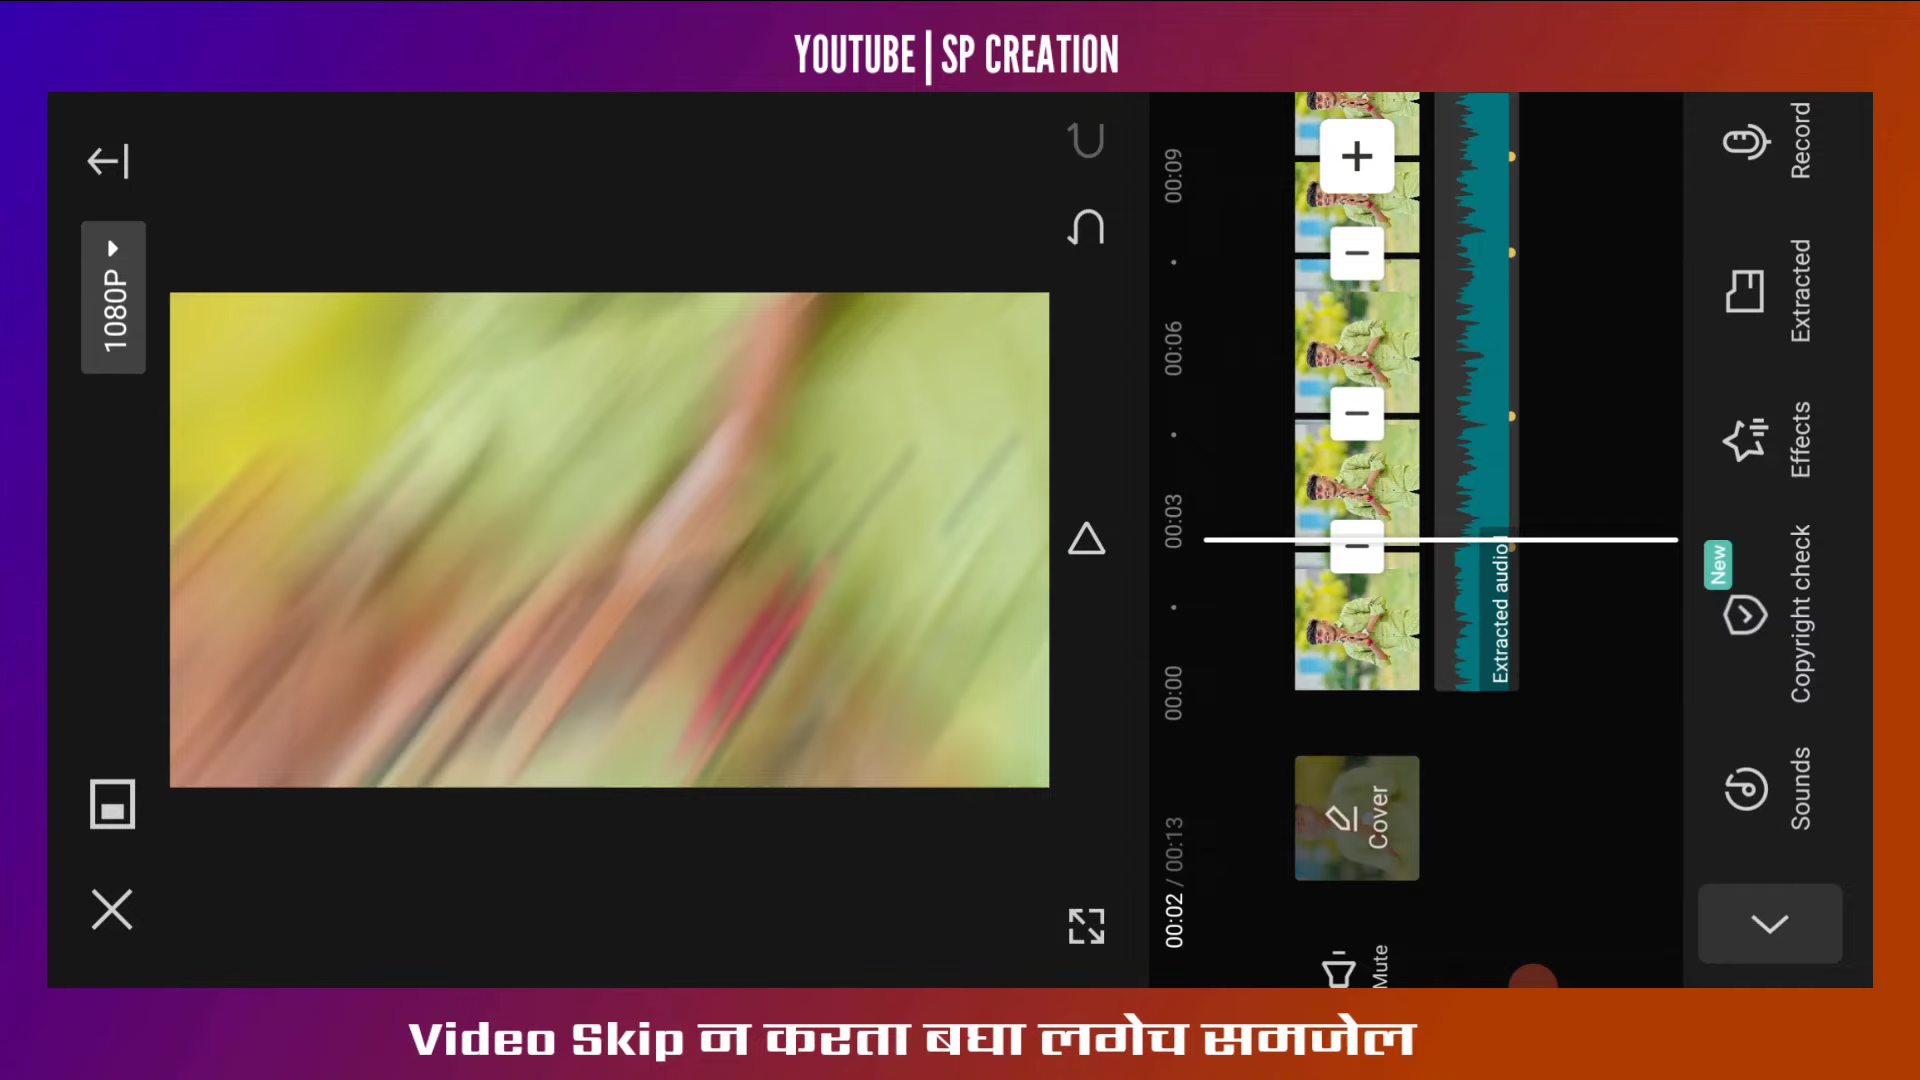 YOUTUBE | SP CREATION
1080P
00:02 / 00:13
00:00
00:03
00:06
00:09
Mute
Cover
Extracted audio
Sounds
Copyright check
New
Effects
Extracted
Record
Video Skip न करता बघा लगेच समजेल